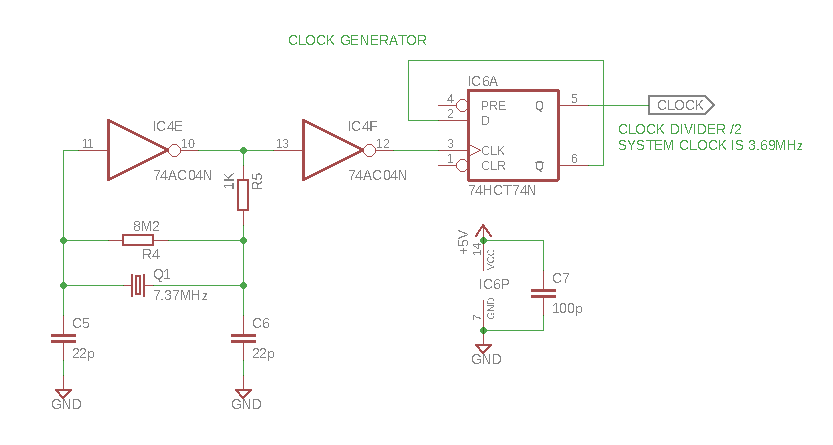 CLOCK GENERATOR
IC6A
4 PRE Q 5 CLOCK
2 D
CLOCK DIVIDER /2
SYSTEM CLOCK IS 3.69MHz
IC4E
11 10
74AC04N
IC4F
13 12
74AC04N
3 CLK
1 CLR Q 6
74HCT74N
1K
R5
8M2
R4
Q1
7.37MHz
C5
22p
GND
C6
22p
GND
+5V
14
VCC
IC6P
7
GND
GND
C7
100p